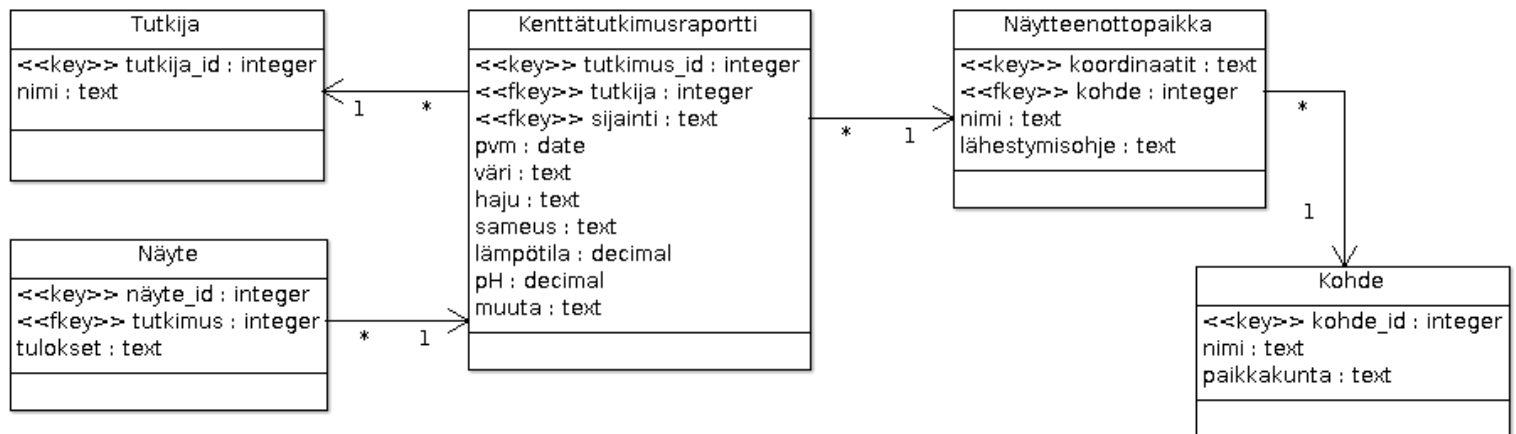 Tutkija
<<key>> tutkija_id : integer
nimi : text
1
*
Kenttätutkimusraportti
<<key>> tutkimus_id : integer
<<fkey>> tutkija : integer
<<fkey>> sijainti : text
pvm : date
väri : text
haju : text
sameus : text
lämpötila : decimal
pH : decimal
muuta : text
*
1
Näytteenottopaikka
<<key>> koordinaatit : text
<<fkey>> kohde : integer
nimi : text
lähestymisohje : text
*
1
Näyte
<<key>> näyte_id : integer
<<fkey>> tutkimus : integer
tulokset : text
*
1
Kohde
<<key>> kohde_id : integer
nimi : text
paikkakunta : text